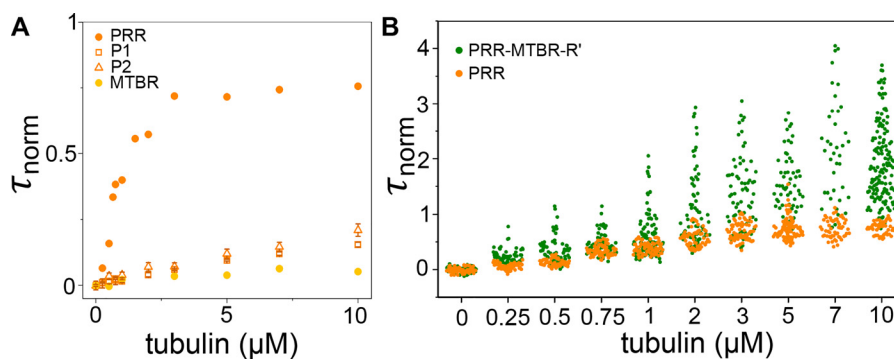 A
1
PRR
P1
P2
MTBR
τnorm
0.5
0
0
5
10
tubulin (μM)
B
PRR-MTBR-R'
PRR
4
3
τnorm
2
1
0
0
0.25
0.5
0.75
1
2
3
5
7
10
tubulin (μM)